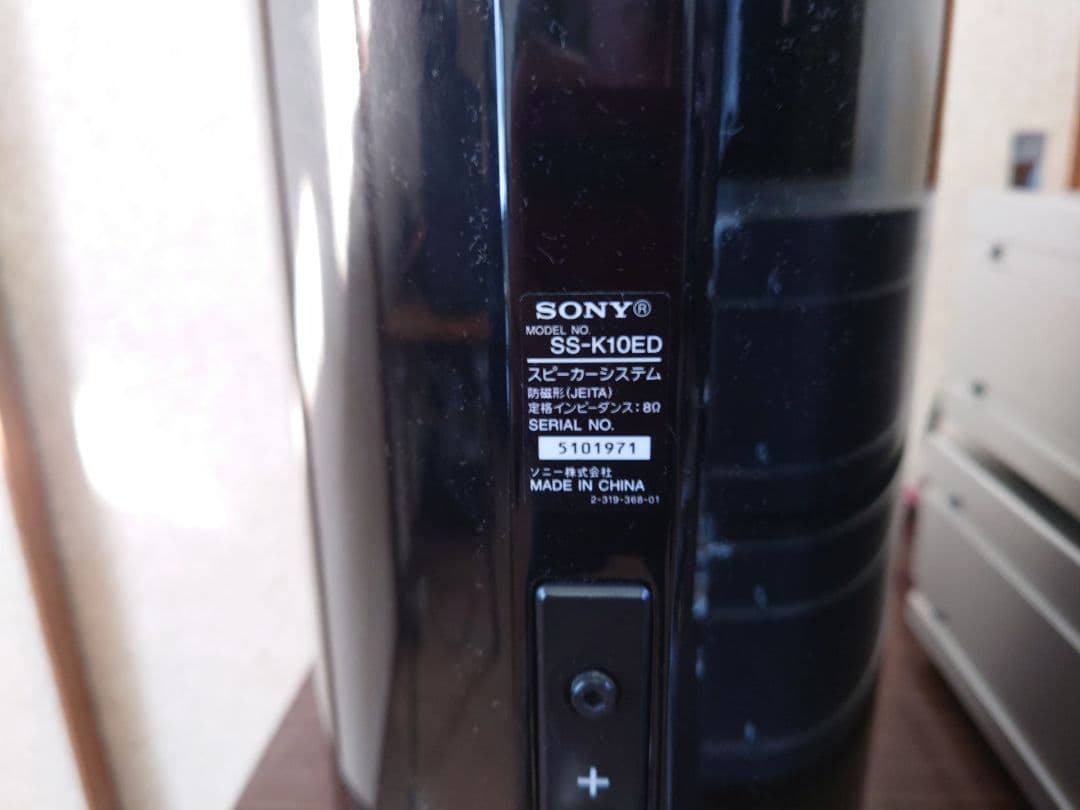 SONY®
MODEL NO.
SS-K10ED
スピーカーシステム
防磁形(JEITA)
定格インピーダンス:8Ω
SERIAL NO.
5101971
ソニー株式会社
MADE IN CHINA
2-319-368-01
+